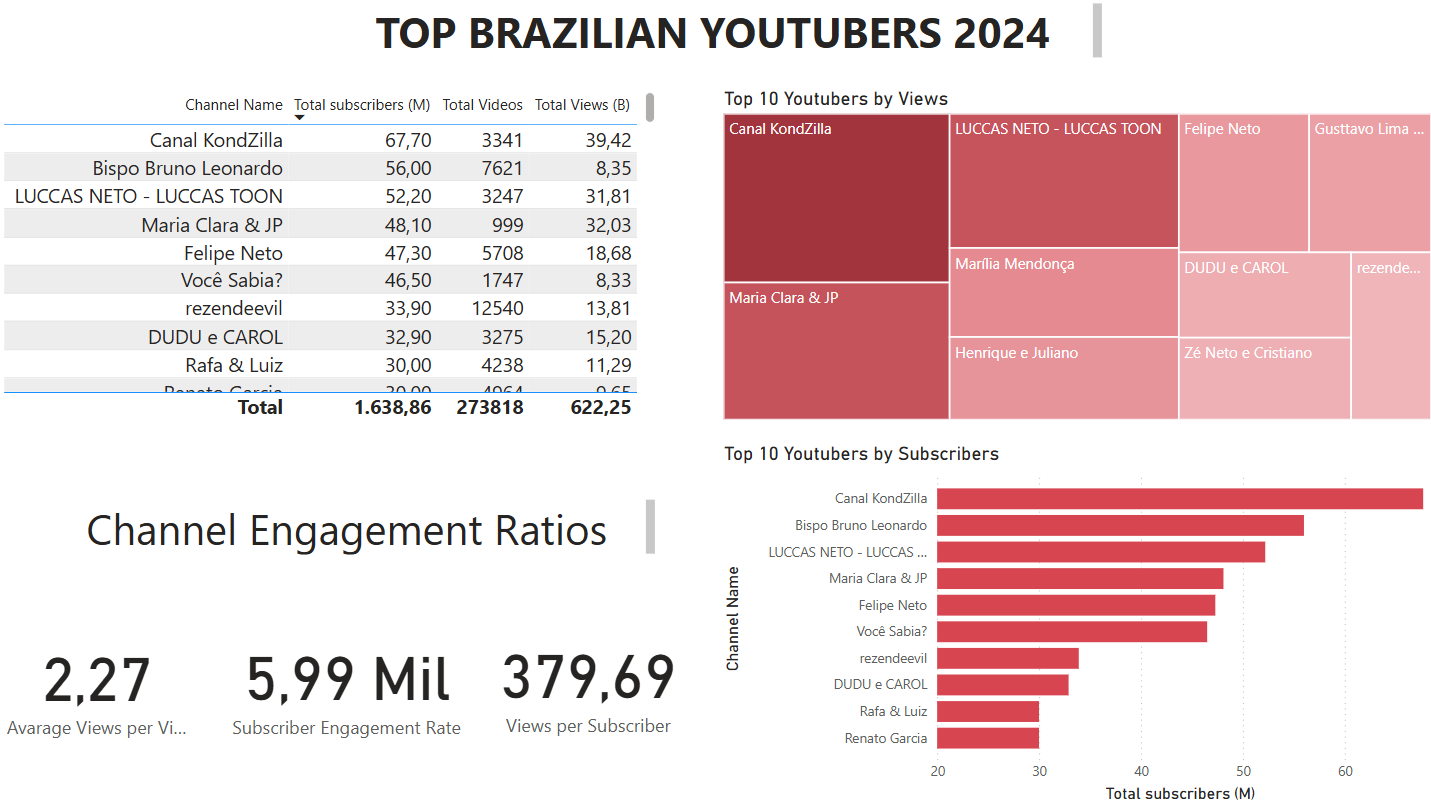 TOP BRAZILIAN YOUTUBERS 2024
Channel Name Total subscribers (M) Total Videos Total Views (B)
Canal KondZilla 67,70 3341 39,42
Bispo Bruno Leonardo 56,00 7621 8,35
LUCCAS NETO - LUCCAS TOON 52,20 3247 31,81
Maria Clara & JP 48,10 999 32,03
Felipe Neto 47,30 5708 18,68
Você Sabia? 46,50 1747 8,33
rezendeevil 33,90 12540 13,81
DUDU e CAROL 32,90 3275 15,20
Rafa & Luiz 30,00 4238 11,29
Renato Garcia 30,00 4964 9,65
Total 1.638,86 273818 622,25
Top 10 Youtubers by Views
Canal KondZilla
LUCCAS NETO - LUCCAS TOON
Felipe Neto
Gusttavo Lima ...
Maria Clara & JP
Marília Mendonça
Henrique e Juliano
DUDU e CAROL
rezende...
Zé Neto e Cristiano
Channel Engagement Ratios
2,27
Avarage Views per Vi...
5,99 Mil
Subscriber Engagement Rate
379,69
Views per Subscriber
Top 10 Youtubers by Subscribers
Channel Name
Canal KondZilla
Bispo Bruno Leonardo
LUCCAS NETO - LUCCAS ...
Maria Clara & JP
Felipe Neto
Você Sabia?
rezendeevil
DUDU e CAROL
Rafa & Luiz
Renato Garcia
20 30 40 50 60
Total subscribers (M)